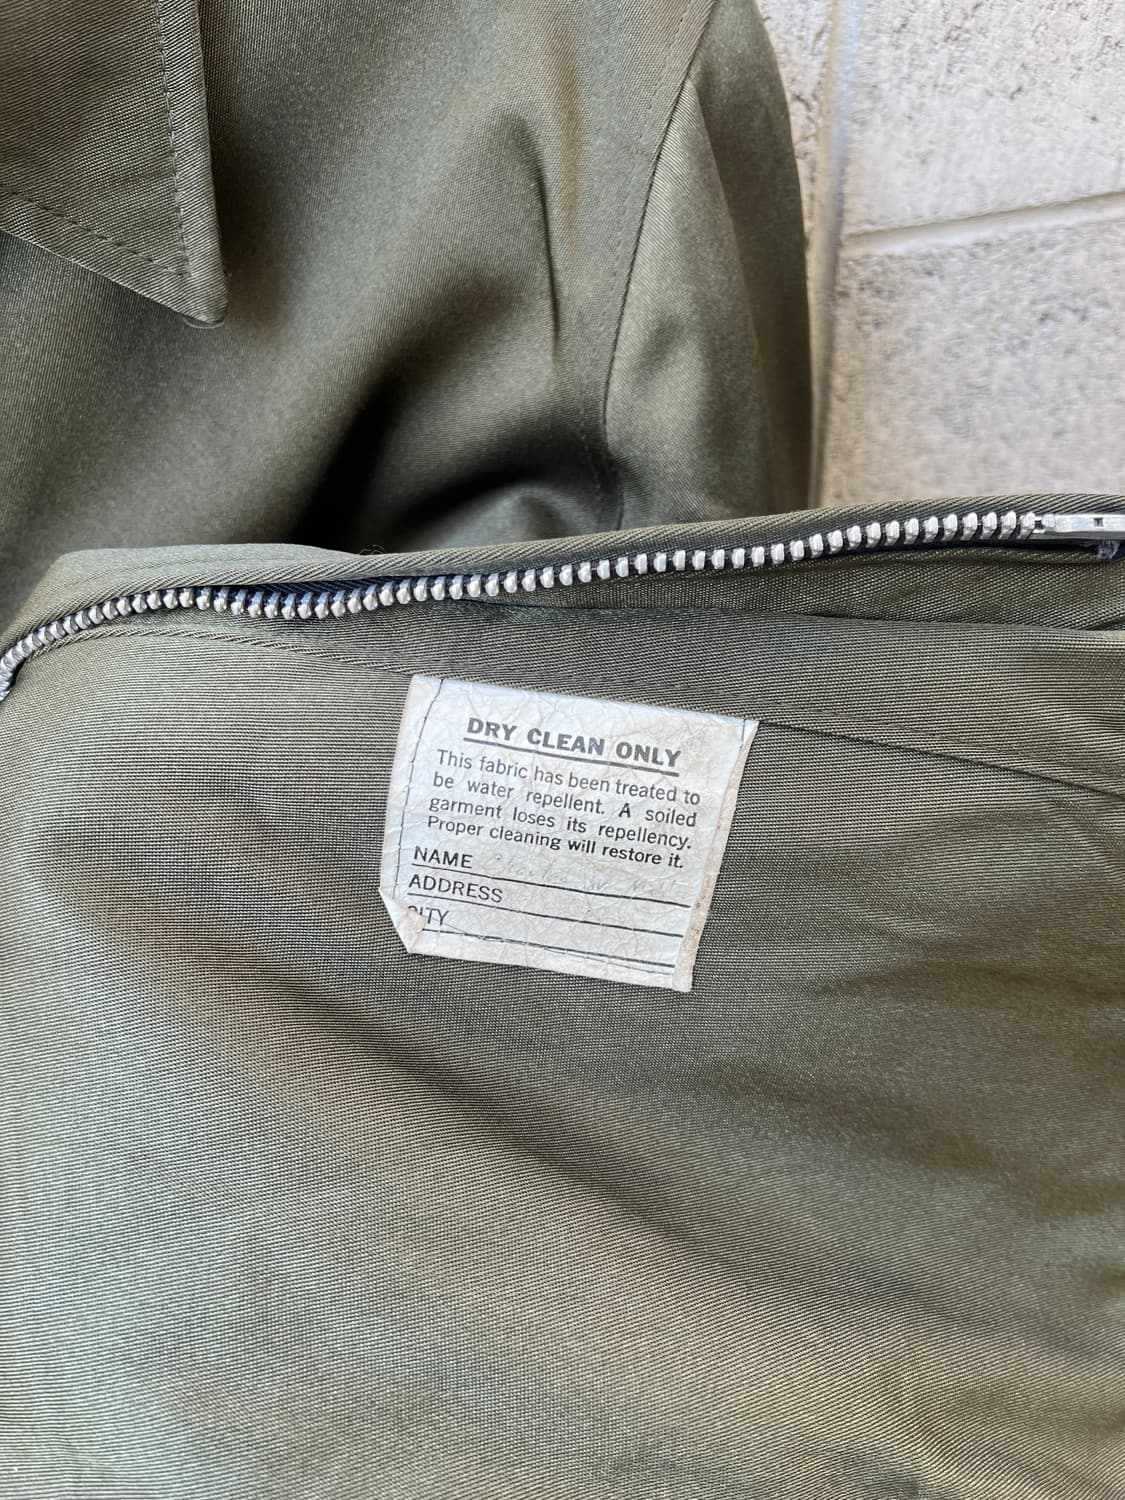 DRY CLEAN ONLY
This fabric has been treated to
be water repellent. A soiled
garment loses its repellency.
Proper cleaning will restore it.
NAME
ADDRESS
CITY